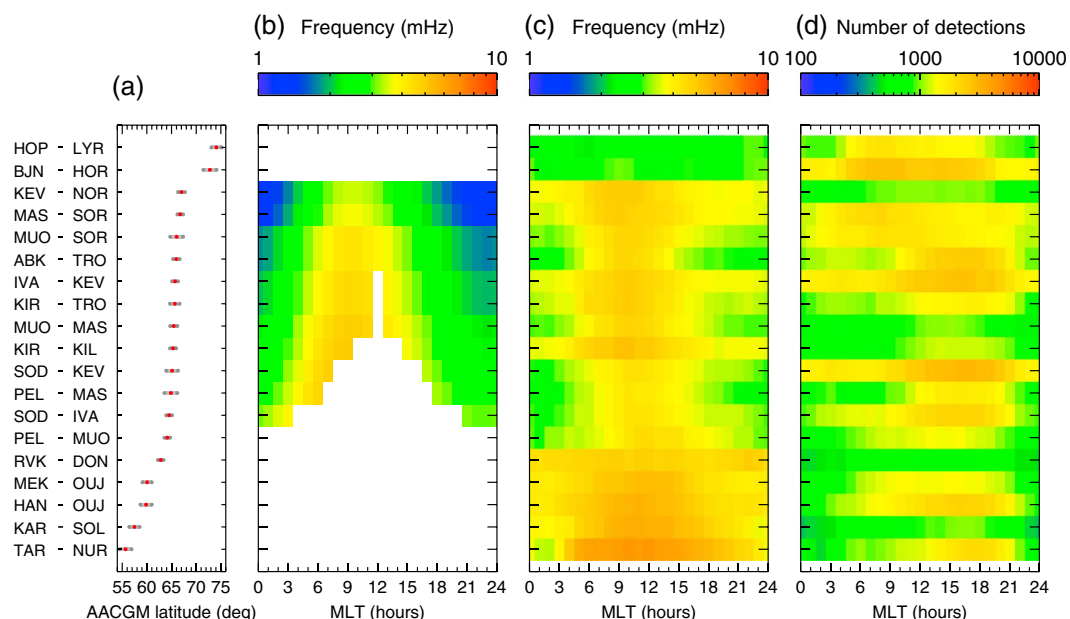 (b) Frequency (mHz)
1 10
(c) Frequency (mHz)
1 10
(d) Number of detections
100 1000 10000
(a)
HOP - LYR
BJN - HOR
KEV - NOR
MAS - SOR
MUO - SOR
ABK - TRO
IVA - KEV
KIR - TRO
MUO - MAS
KIR - KIL
SOD - KEV
PEL - MAS
SOD - IVA
PEL - MUO
RVK - DON
MEK - OUJ
HAN - OUJ
KAR - SOL
TAR - NUR
55 60 65 70 75
AACGM latitude (deg)
0 3 6 9 12 15 18 21 24
MLT (hours)
0 3 6 9 12 15 18 21 24
MLT (hours)
0 3 6 9 12 15 18 21 24
MLT (hours)